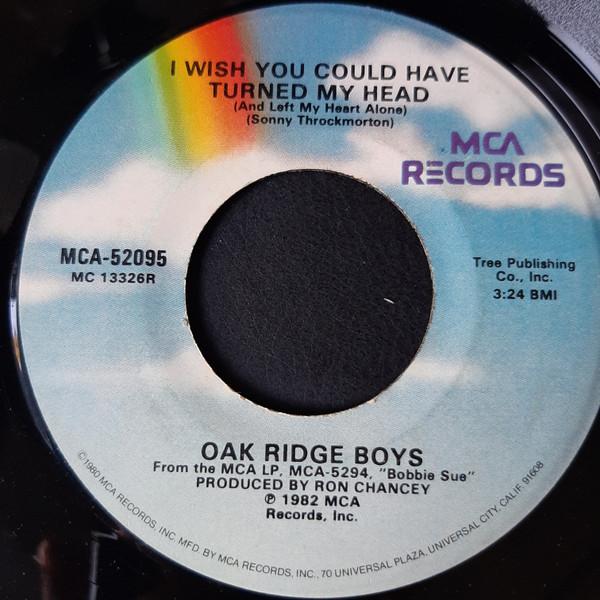 I WISH YOU COULD HAVE
TURNED MY HEAD
(And Left My Heart Alone)
(Sonny Throckmorton)
MCA
RECORDS
MCA-52095
MC 13326R
Tree Publishing
Co., Inc.
3:24 BMI
OAK RIDGE BOYS
From the MCA LP, MCA-5294, "Bobbie Sue"
PRODUCED BY RON CHANCEY
℗ 1982 MCA
Records, Inc.
©1980 MCA RECORDS, INC. MFD. BY MCA RECORDS, INC., 70 UNIVERSAL PLAZA, UNIVERSAL CITY, CALIF. 91608